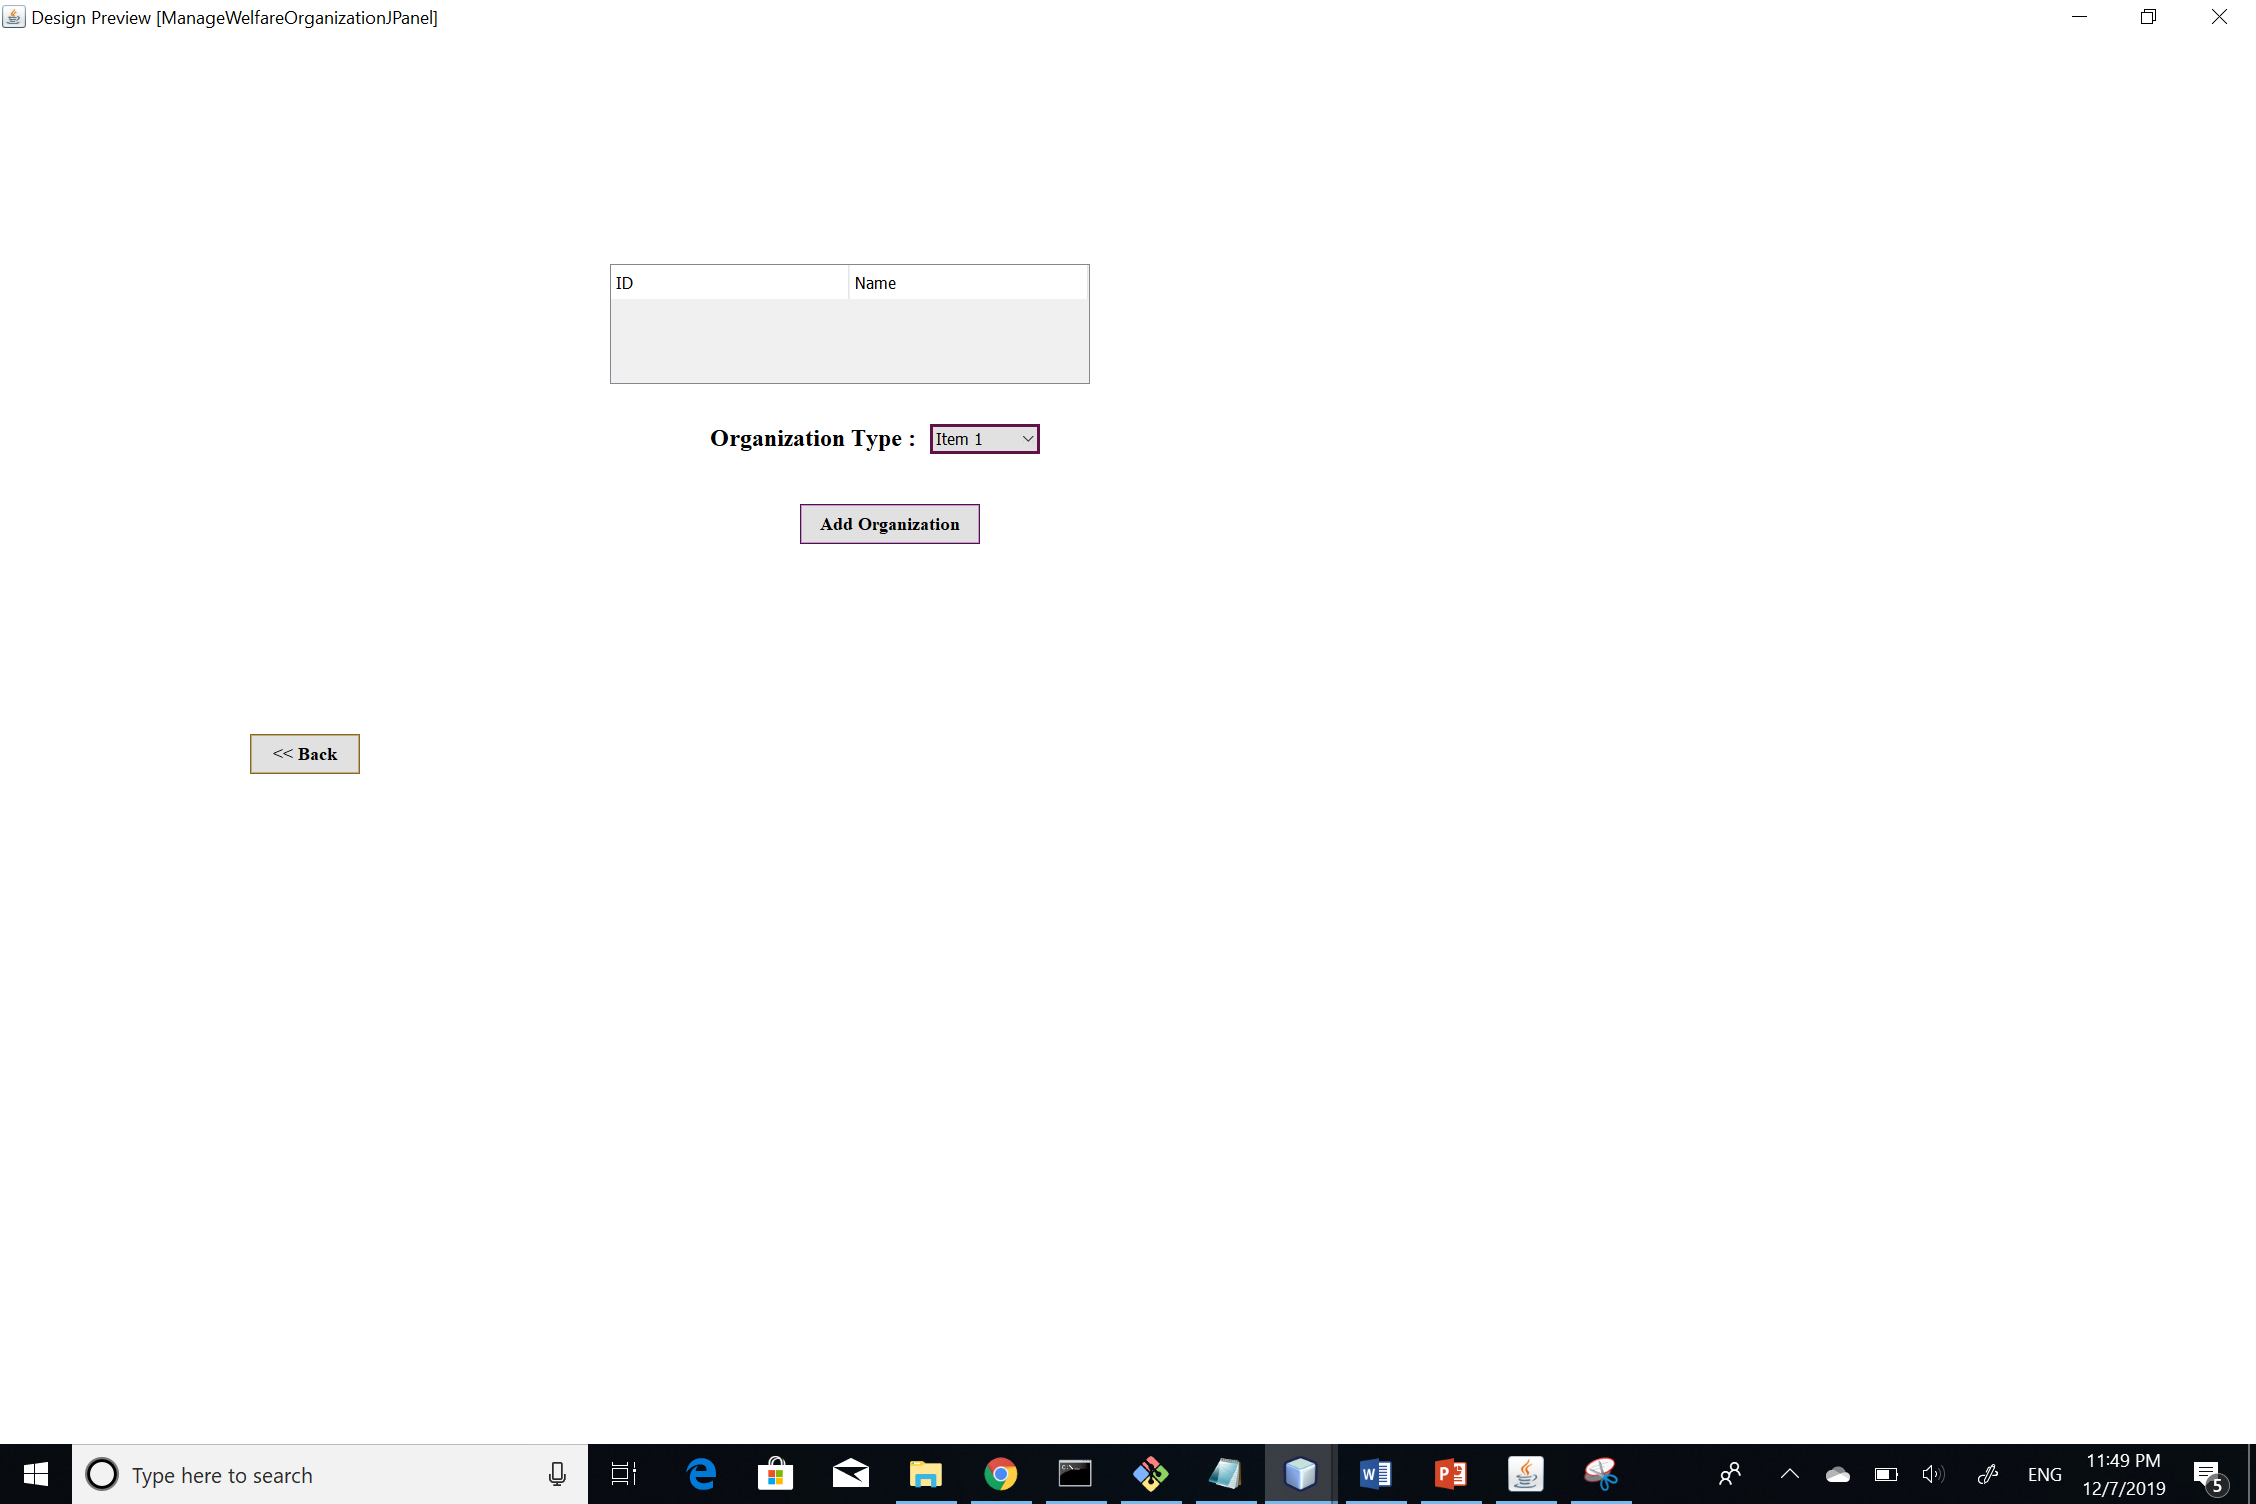 Design Preview [ManageWelfareOrganizationJPanel]
ID Name
Organization Type : Item 1
Add Organization
<< Back
Type here to search
ENG
11:49 PM
12/7/2019
5